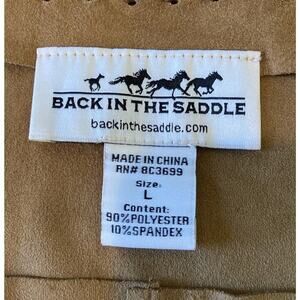 BACK IN THE SADDLE
backinthesaddle.com
MADE IN CHINA
RN# 8C3699
Size:
L
Content:
90%POLYESTER
10%SPANDEX